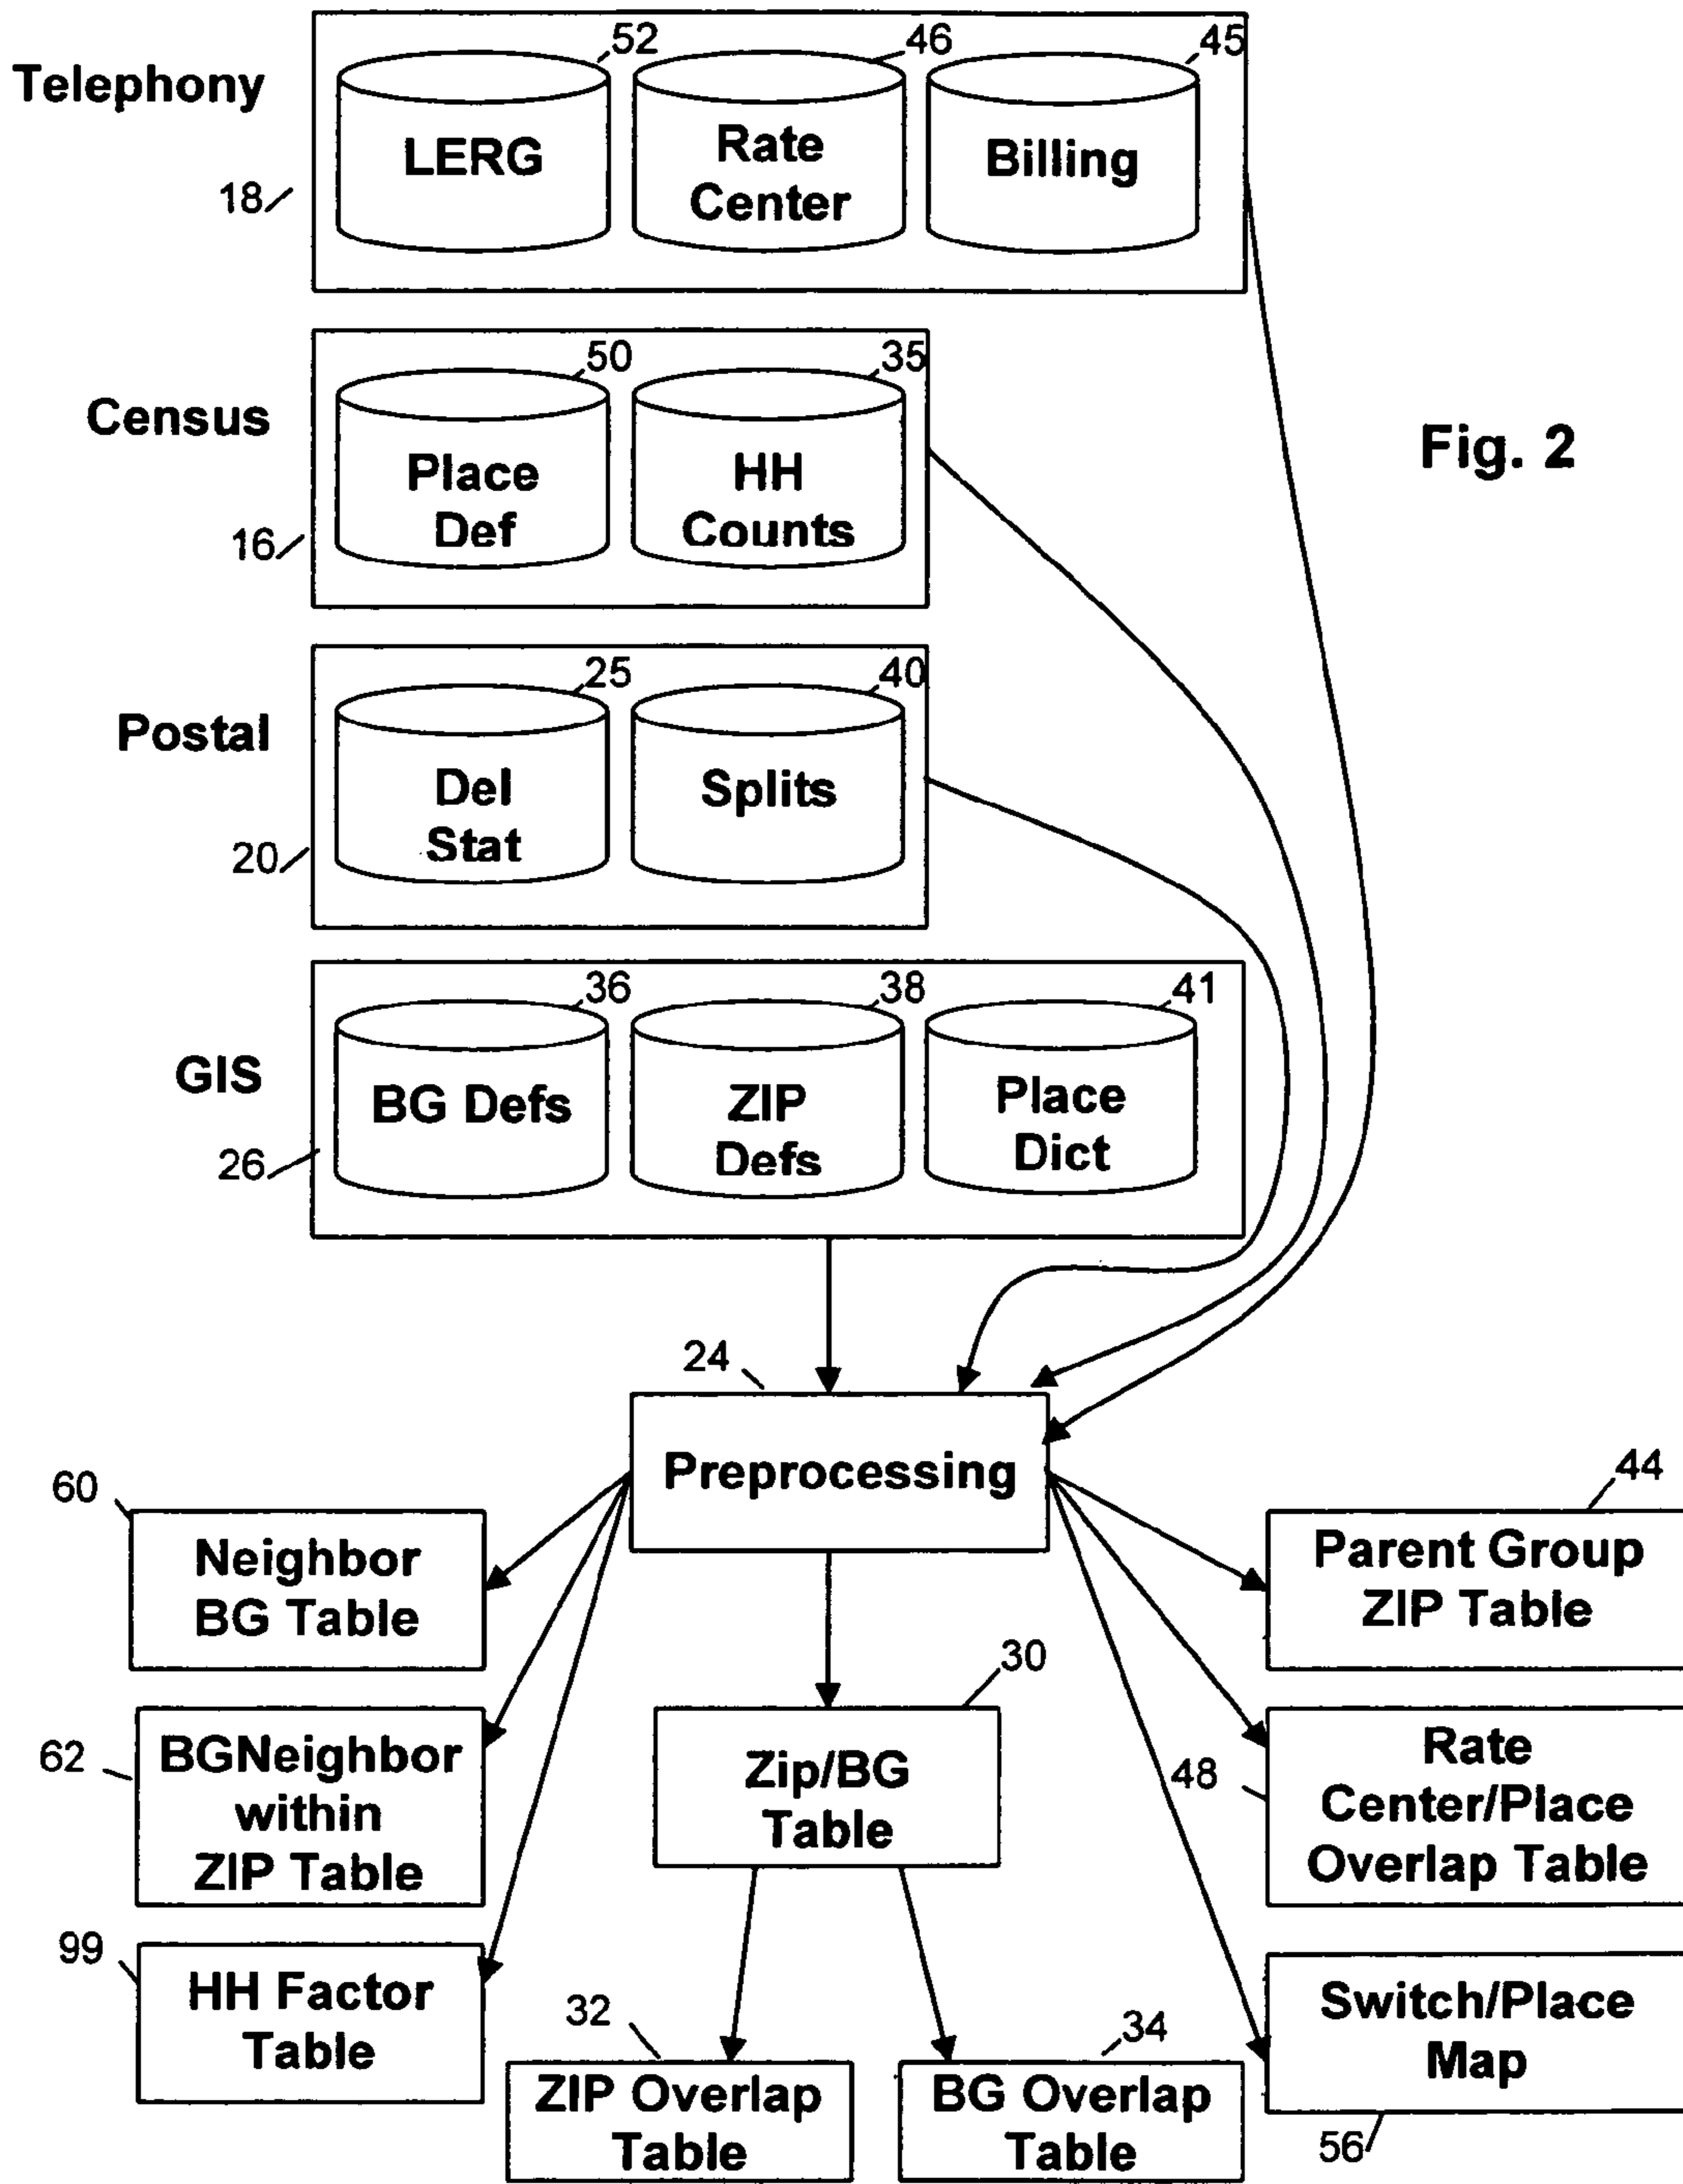 Telephony
18
52
46
45
LERG
Rate
Center
Billing
Census
16
50
35
Place
Def
HH
Counts
Fig. 2
Postal
20
25
40
Del
Stat
Splits
GIS
26
36
38
41
BG Defs
ZIP
Defs
Place
Dict
24
Preprocessing
60
Neighbor
BG Table
44
Parent Group
ZIP Table
62
BGNeighbor
within
ZIP Table
30
Zip/BG
Table
48
Rate
Center/Place
Overlap Table
99
HH Factor
Table
32
ZIP Overlap
Table
34
BG Overlap
Table
Switch/Place
Map
56